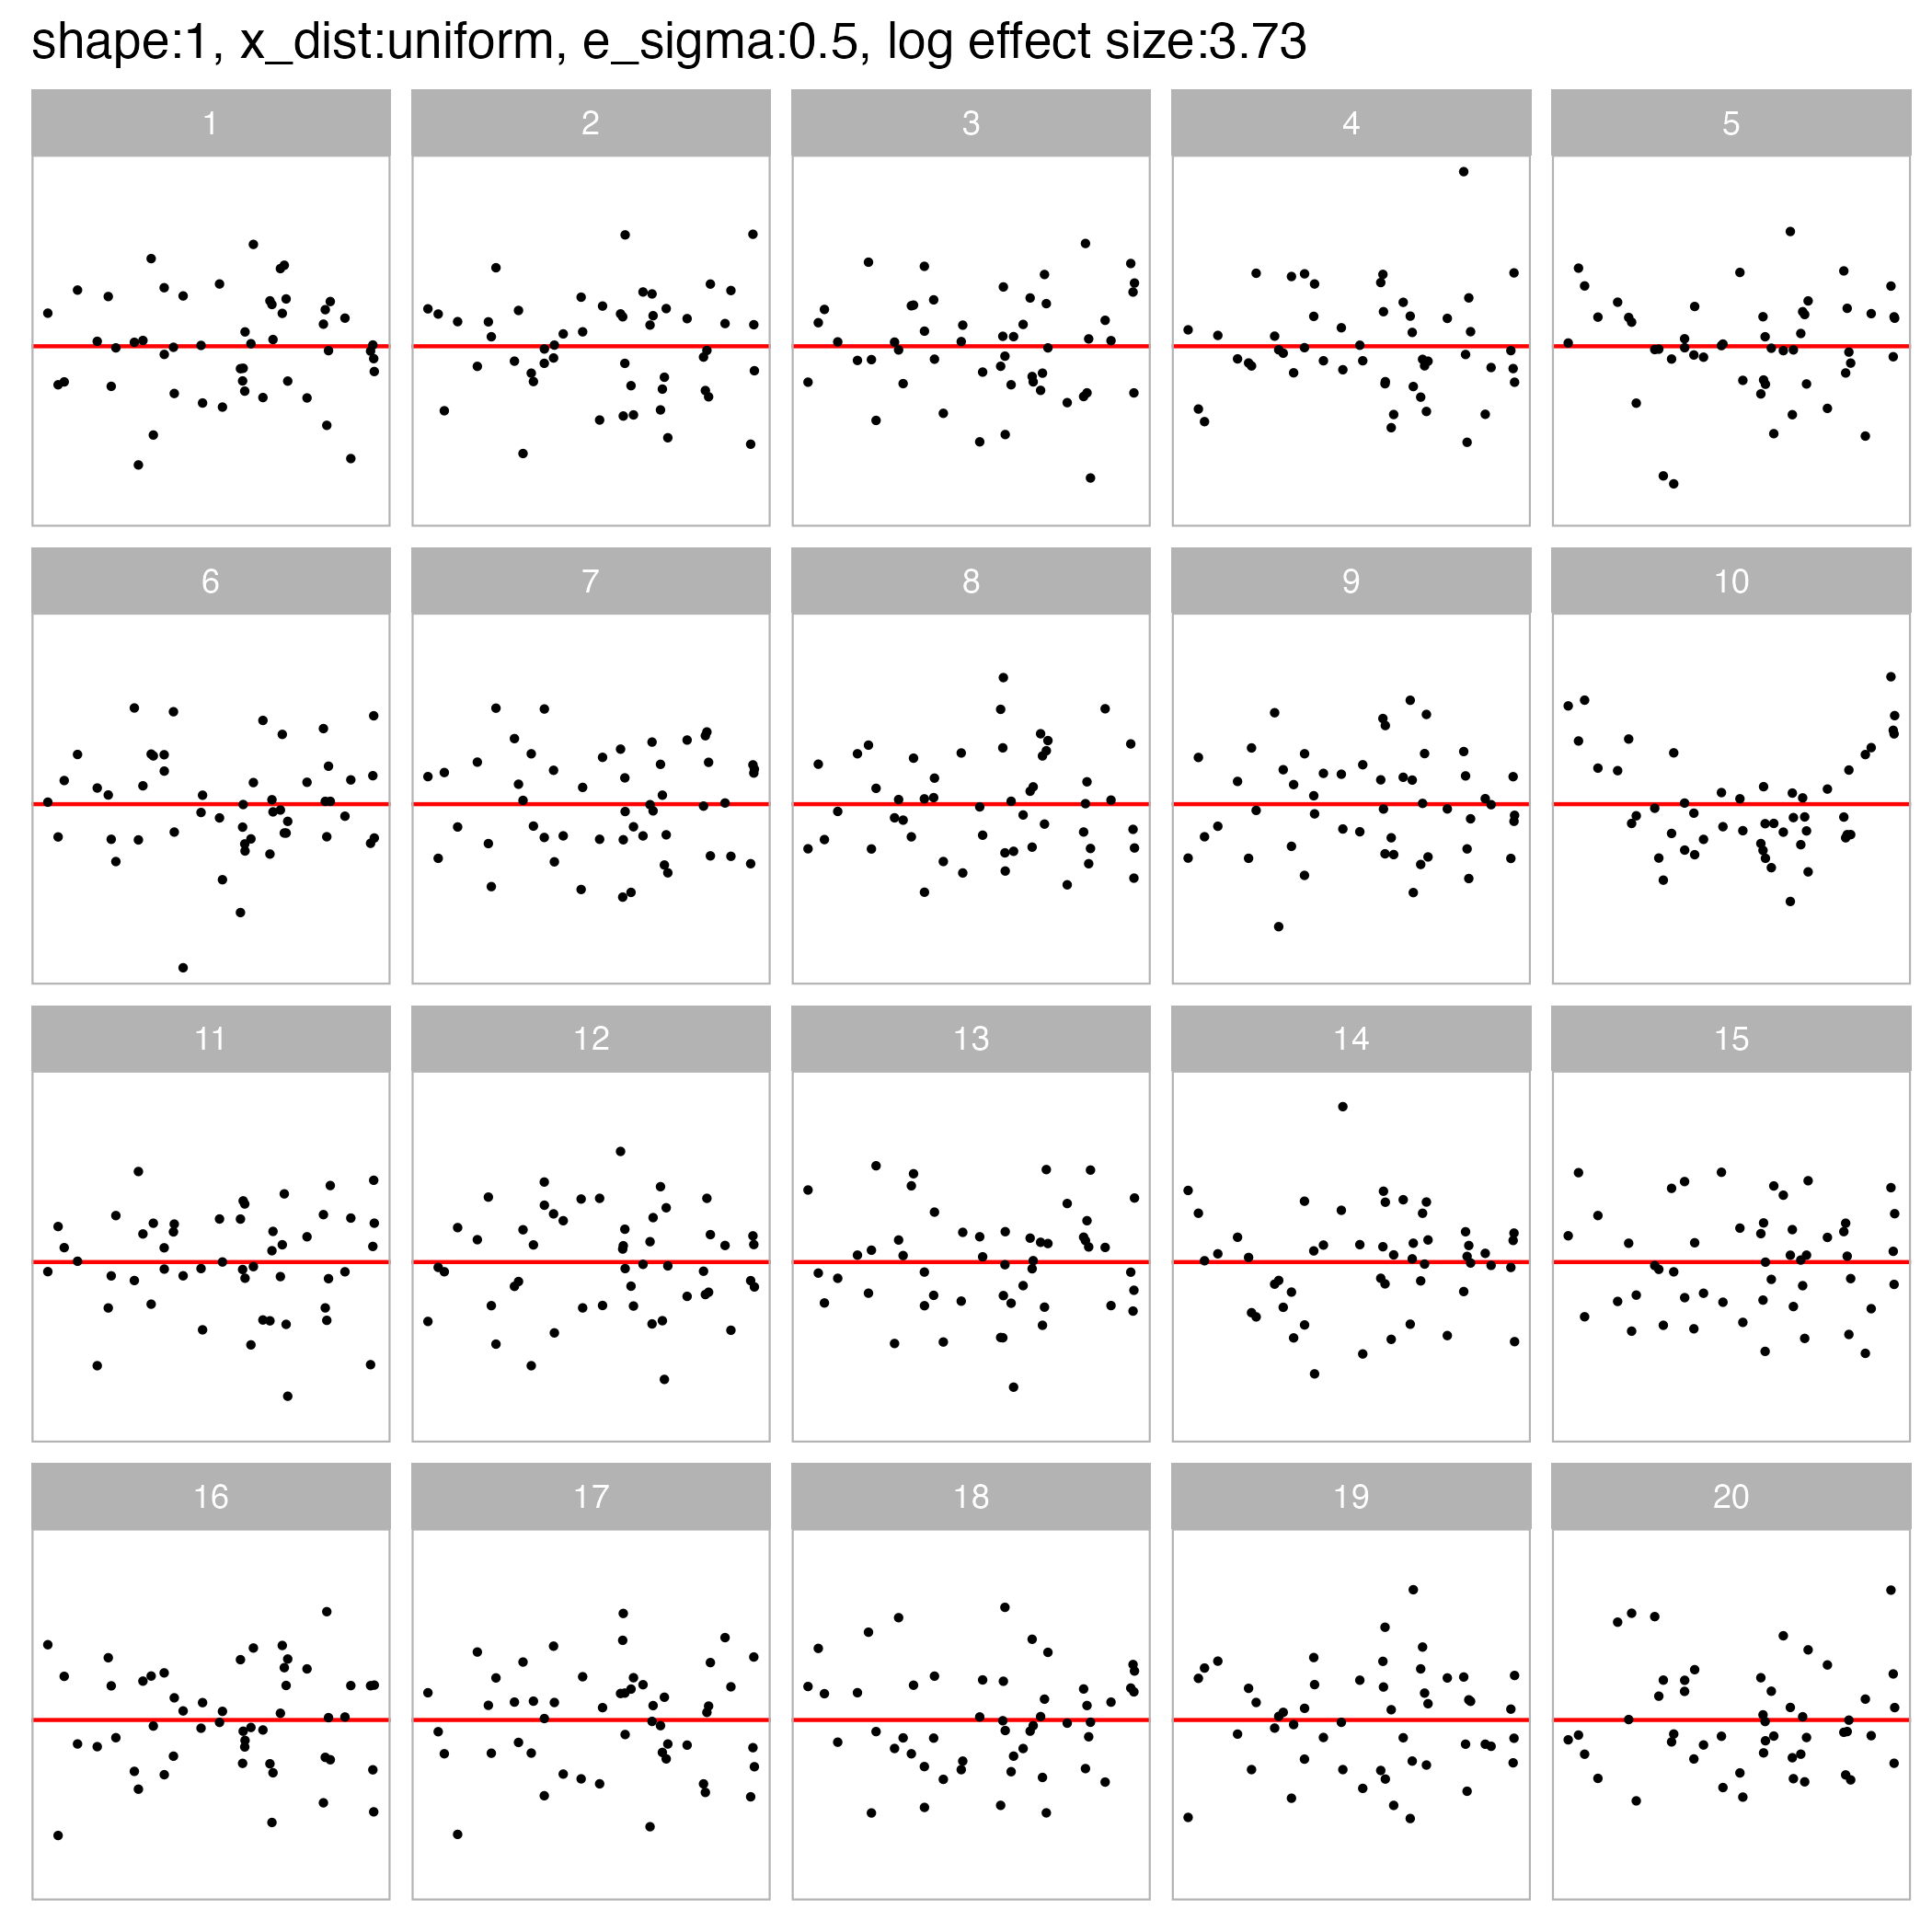 shape:1, x_dist:uniform, e_sigma:0.5, log effect size:3.73
1 2 3 4 5
6 7 8 9 10
11 12 13 14 15
16 17 18 19 20